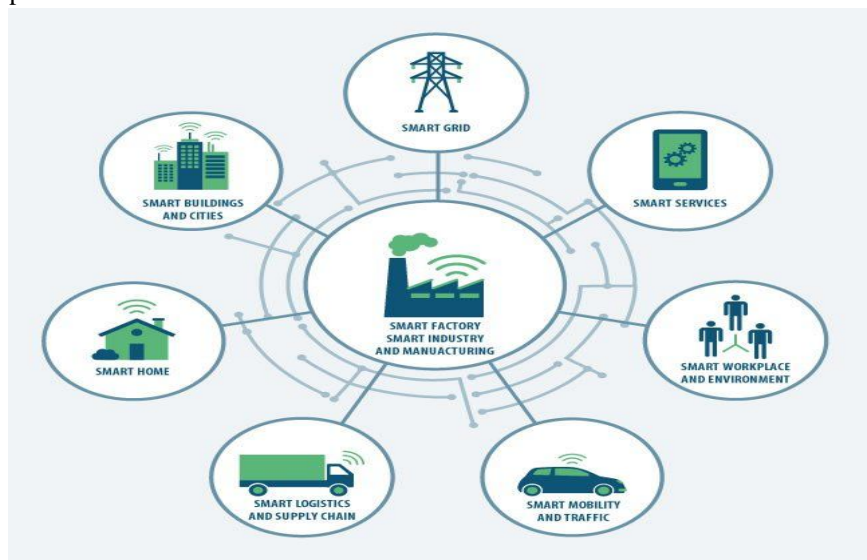 SMART GRID
SMART BUILDINGS
AND CITIES
SMART SERVICES
SMART FACTORY
SMART INDUSTRY
AND MANUACTURING
SMART HOME
SMART WORKPLACE
AND ENVIRONMENT
SMART LOGISTICS
AND SUPPLY CHAIN
SMART MOBILITY
AND TRAFFIC